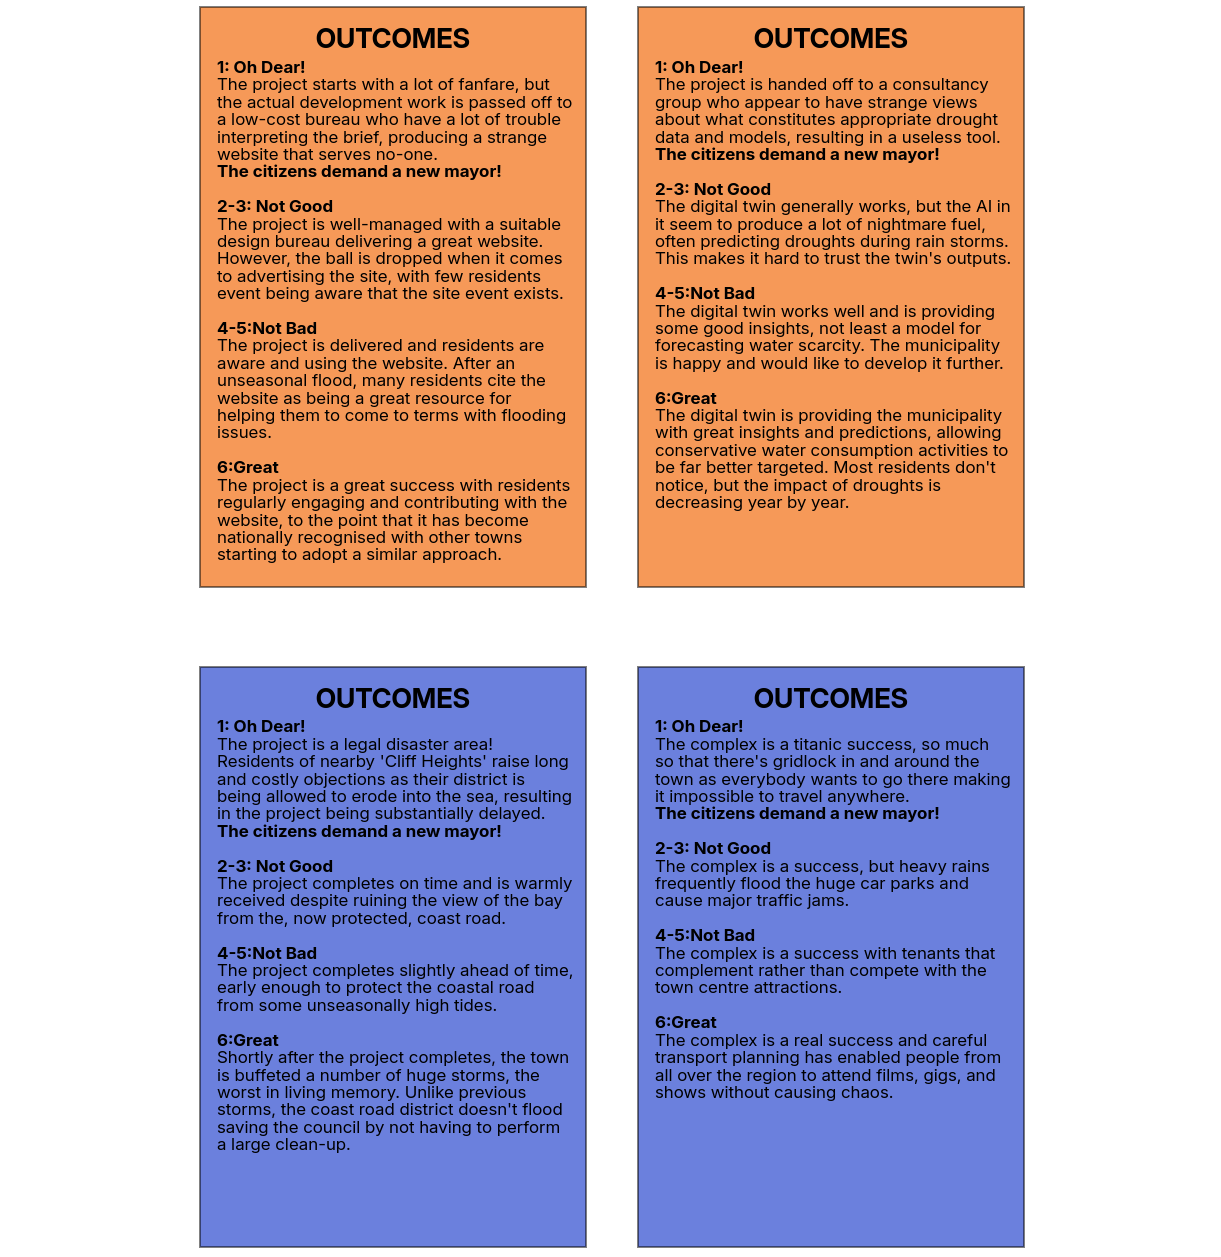 OUTCOMES
1: Oh Dear!
The project starts with a lot of fanfare, but
the actual development work is passed off to
a low-cost bureau who have a lot of trouble
interpreting the brief, producing a strange
website that serves no-one.
The citizens demand a new mayor!
2-3: Not Good
The project is well-managed with a suitable
design bureau delivering a great website.
However, the ball is dropped when it comes
to advertising the site, with few residents
event being aware that the site event exists.
4-5:Not Bad
The project is delivered and residents are
aware and using the website. After an
unseasonal flood, many residents cite the
website as being a great resource for
helping them to come to terms with flooding
issues.
6:Great
The project is a great success with residents
regularly engaging and contributing with the
website, to the point that it has become
nationally recognised with other towns
starting to adopt a similar approach.
OUTCOMES
1: Oh Dear!
The project is handed off to a consultancy
group who appear to have strange views
about what constitutes appropriate drought
data and models, resulting in a useless tool.
The citizens demand a new mayor!
2-3: Not Good
The digital twin generally works, but the AI in
it seem to produce a lot of nightmare fuel,
often predicting droughts during rain storms.
This makes it hard to trust the twin's outputs.
4-5:Not Bad
The digital twin works well and is providing
some good insights, not least a model for
forecasting water scarcity. The municipality
is happy and would like to develop it further.
6:Great
The digital twin is providing the municipality
with great insights and predictions, allowing
conservative water consumption activities to
be far better targeted. Most residents don't
notice, but the impact of droughts is
decreasing year by year.
OUTCOMES
1: Oh Dear!
The project is a legal disaster area!
Residents of nearby 'Cliff Heights' raise long
and costly objections as their district is
being allowed to erode into the sea, resulting
in the project being substantially delayed.
The citizens demand a new mayor!
2-3: Not Good
The project completes on time and is warmly
received despite ruining the view of the bay
from the, now protected, coast road.
4-5:Not Bad
The project completes slightly ahead of time,
early enough to protect the coastal road
from some unseasonally high tides.
6:Great
Shortly after the project completes, the town
is buffeted a number of huge storms, the
worst in living memory. Unlike previous
storms, the coast road district doesn't flood
saving the council by not having to perform
a large clean-up.
OUTCOMES
1: Oh Dear!
The complex is a titanic success, so much
so that there's gridlock in and around the
town as everybody wants to go there making
it impossible to travel anywhere.
The citizens demand a new mayor!
2-3: Not Good
The complex is a success, but heavy rains
frequently flood the huge car parks and
cause major traffic jams.
4-5:Not Bad
The complex is a success with tenants that
complement rather than compete with the
town centre attractions.
6:Great
The complex is a real success and careful
transport planning has enabled people from
all over the region to attend films, gigs, and
shows without causing chaos.